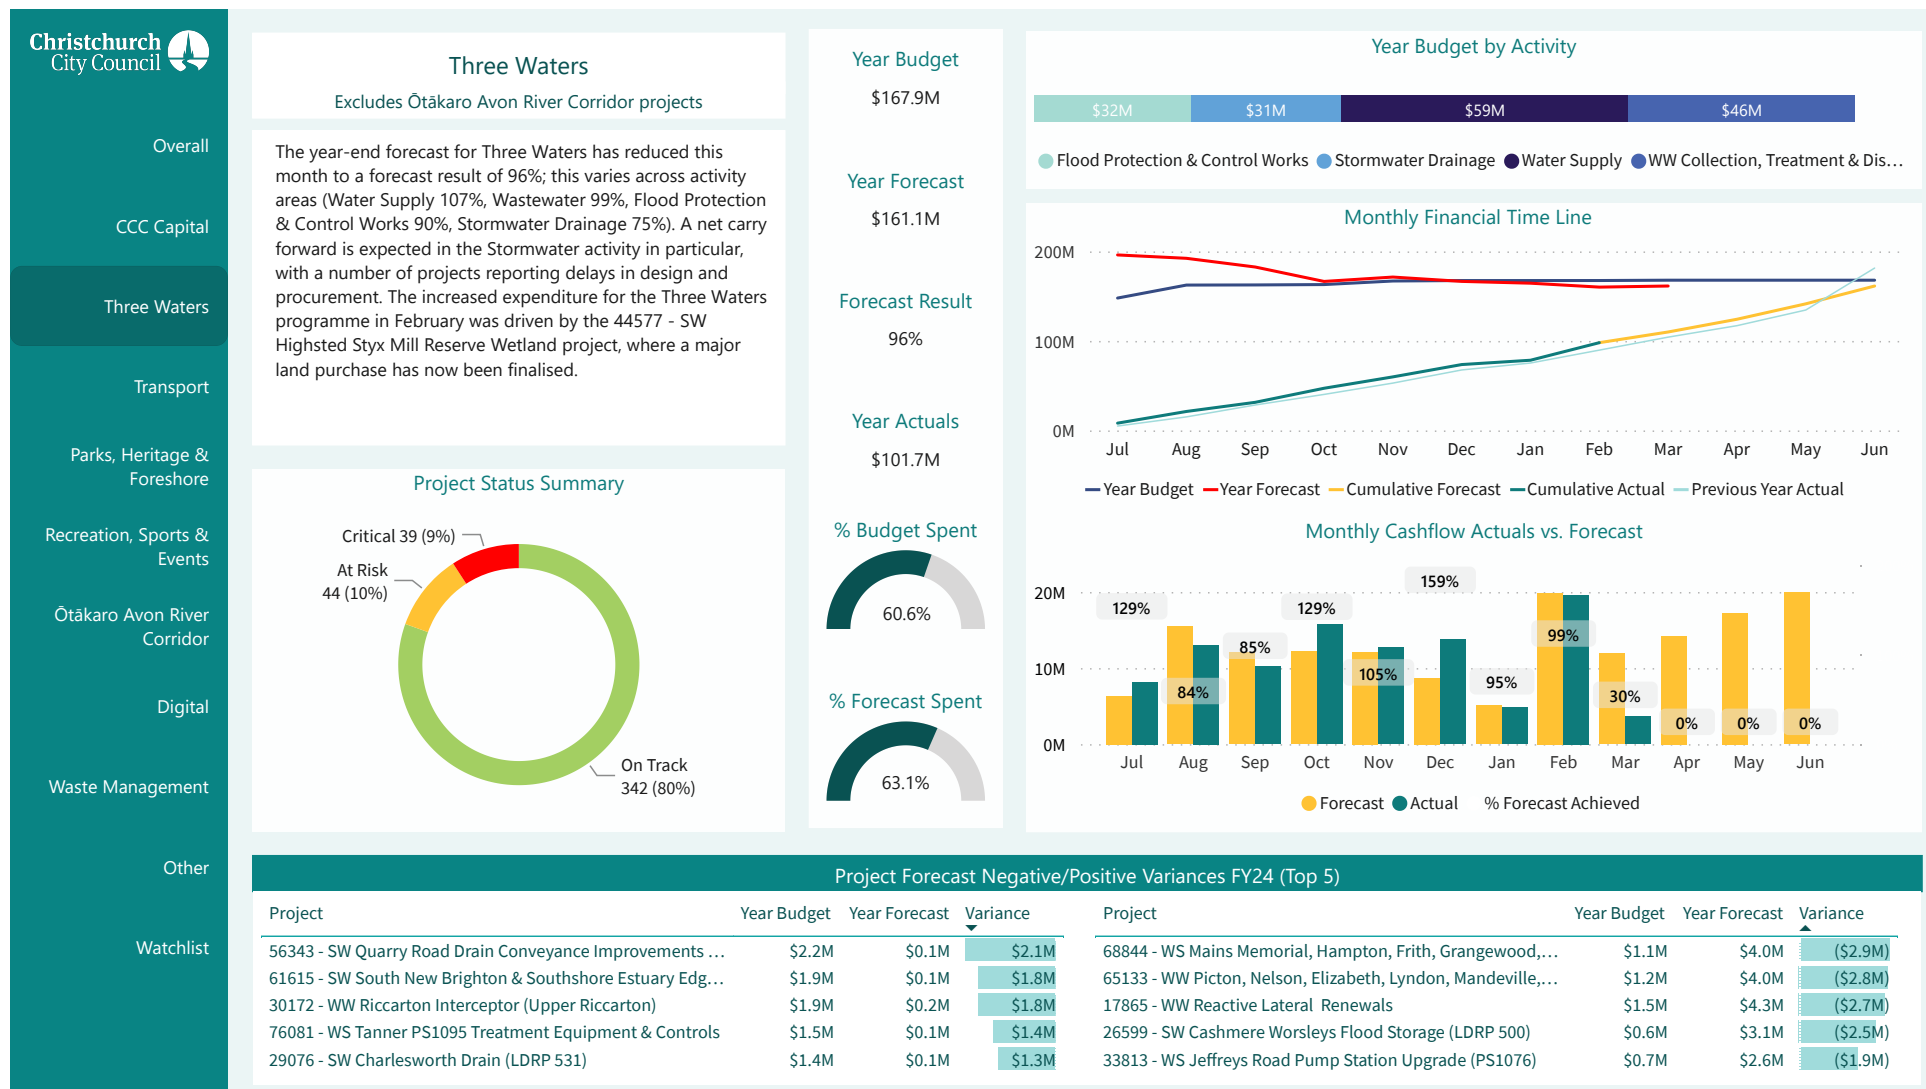 Christchurch
City Council
Overall
CCC Capital
Three Waters
Transport
Parks, Heritage &
Foreshore
Recreation, Sports &
Events
Ōtākaro Avon River
Corridor
Digital
Waste Management
Other
Watchlist
Three Waters
Excludes Ōtākaro Avon River Corridor projects
The year-end forecast for Three Waters has reduced this
month to a forecast result of 96%; this varies across activity
areas (Water Supply 107%, Wastewater 99%, Flood Protection
& Control Works 90%, Stormwater Drainage 75%). A net carry
forward is expected in the Stormwater activity in particular,
with a number of projects reporting delays in design and
procurement. The increased expenditure for the Three Waters
programme in February was driven by the 44577 - SW
Highsted Styx Mill Reserve Wetland project, where a major
land purchase has now been finalised.
Project Status Summary
Critical 39 (9%)
At Risk
44 (10%)
On Track
342 (80%)
Year Budget
$167.9M
Year Forecast
$161.1M
Forecast Result
96%
Year Actuals
$101.7M
% Budget Spent
60.6%
% Forecast Spent
63.1%
Year Budget by Activity
$32M $31M $59M $46M
Flood Protection & Control Works Stormwater Drainage Water Supply WW Collection, Treatment & Dis...
Monthly Financial Time Line
200M
100M
0M
Jul Aug Sep Oct Nov Dec Jan Feb Mar Apr May Jun
Year Budget Year Forecast Cumulative Forecast Cumulative Actual Previous Year Actual
Monthly Cashflow Actuals vs. Forecast
20M
10M
0M
129% 84% 85% 129% 105% 159% 95% 99% 30% 0% 0% 0%
Jul Aug Sep Oct Nov Dec Jan Feb Mar Apr May Jun
Forecast Actual % Forecast Achieved
Project Forecast Negative/Positive Variances FY24 (Top 5)
Project Year Budget Year Forecast Variance
56343 - SW Quarry Road Drain Conveyance Improvements ... $2.2M $0.1M $2.1M
61615 - SW South New Brighton & Southshore Estuary Edg... $1.9M $0.1M $1.8M
30172 - WW Riccarton Interceptor (Upper Riccarton) $1.9M $0.2M $1.8M
76081 - WS Tanner PS1095 Treatment Equipment & Controls $1.5M $0.1M $1.4M
29076 - SW Charlesworth Drain (LDRP 531) $1.4M $0.1M $1.3M
Project Year Budget Year Forecast Variance
68844 - WS Mains Memorial, Hampton, Frith, Grangewood,... $1.1M $4.0M ($2.9M)
65133 - WW Picton, Nelson, Elizabeth, Lyndon, Mandeville,... $1.2M $4.0M ($2.8M)
17865 - WW Reactive Lateral Renewals $1.5M $4.3M ($2.7M)
26599 - SW Cashmere Worsleys Flood Storage (LDRP 500) $0.6M $3.1M ($2.5M)
33813 - WS Jeffreys Road Pump Station Upgrade (PS1076) $0.7M $2.6M ($1.9M)